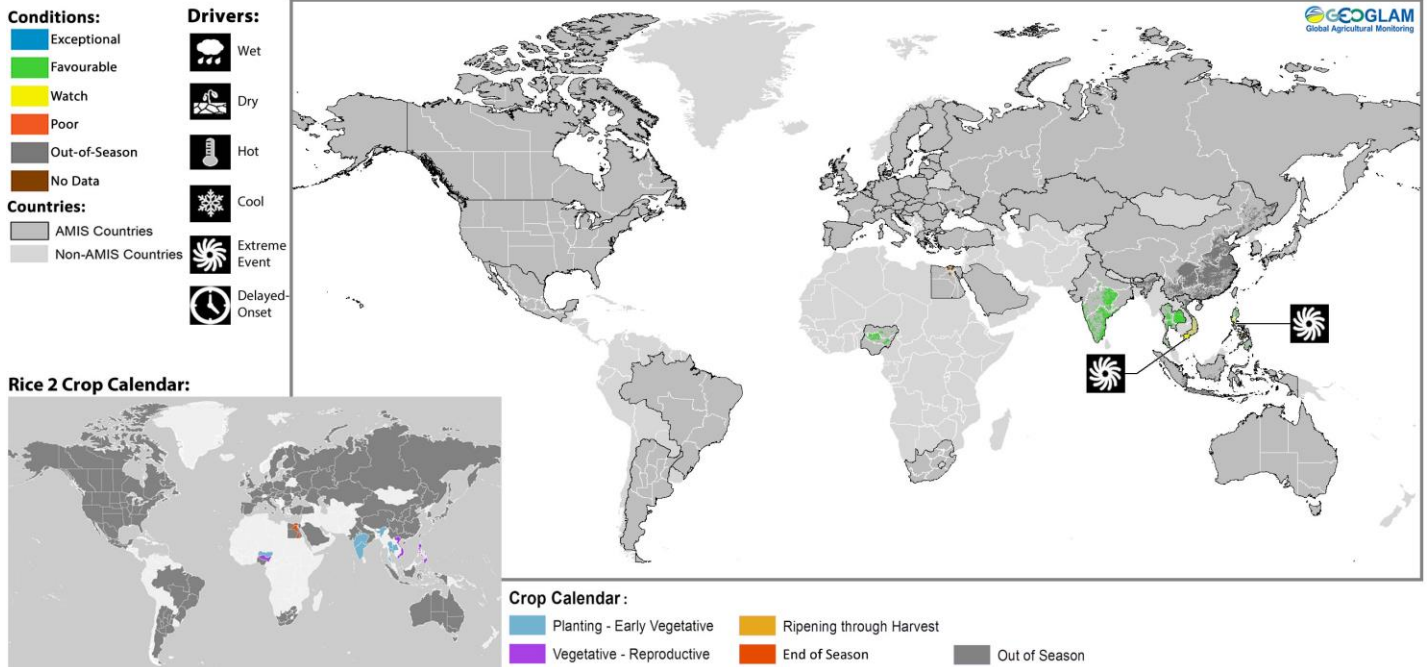 Conditions:
Exceptional
Favourable
Watch
Poor
Out-of-Season
No Data
Countries:
AMIS Countries
Non-AMIS Countries
Drivers:
Wet
Dry
Hot
Cool
Extreme
Event
Delayed-
Onset
GEOGLAM
Global Agricultural Monitoring
Rice 2 Crop Calendar:
Crop Calendar :
Planting - Early Vegetative
Vegetative - Reproductive
Ripening through Harvest
End of Season
Out of Season